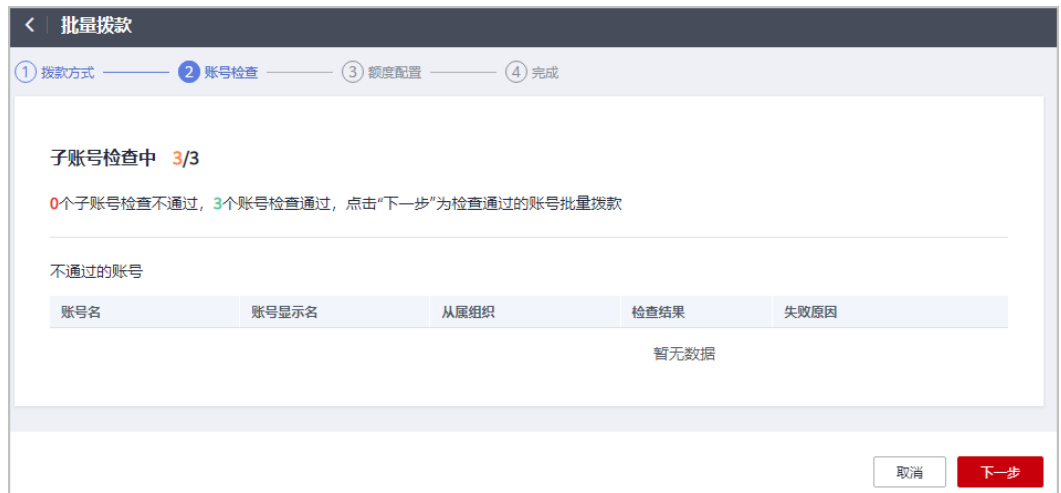 批量拨款
1 拨款方式 2 账号检查 3 额度配置 4 完成
子账号检查中 3/3
0个子账号检查不通过，3个账号检查通过，点击“下一步”为检查通过的账号批量拨款
不通过的账号
账号名 账号显示名 从属组织 检查结果 失败原因
暂无数据
取消 下一步